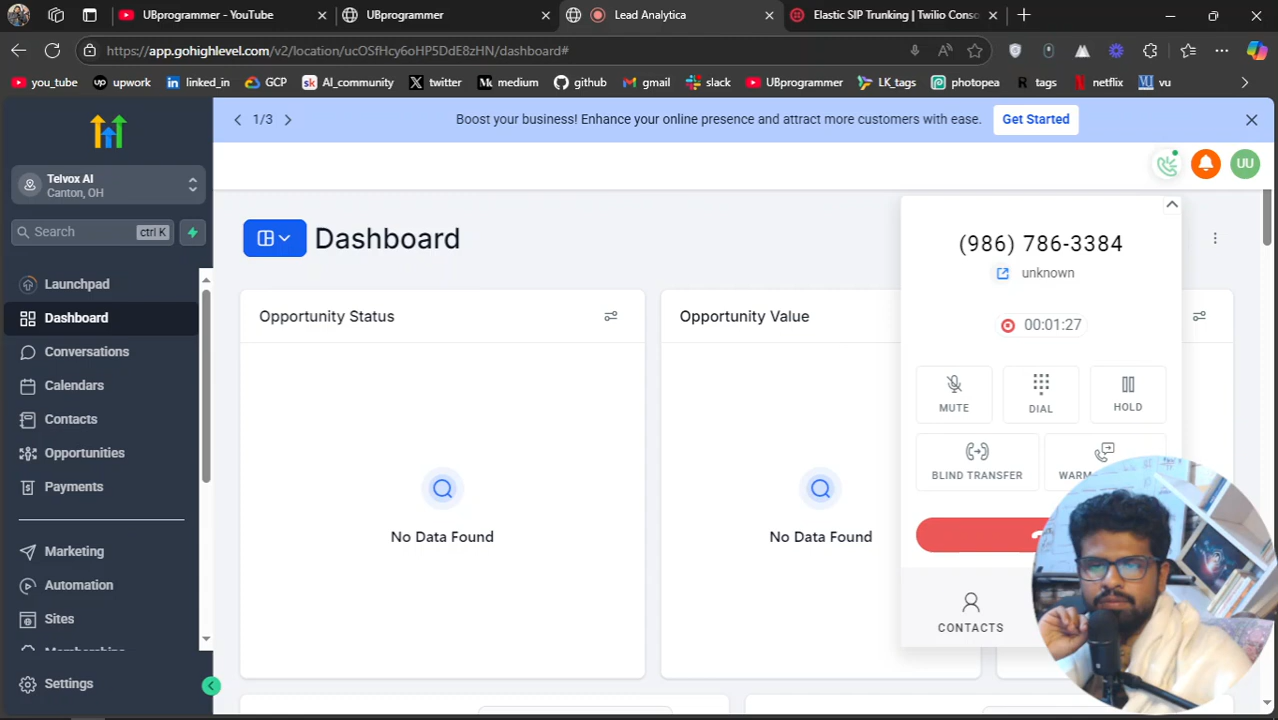 UBprogrammer - YouTube
UBprogrammer
Lead Analytica
Elastic SIP Trunking | Twilio Conso
https://app.gohighlevel.com/v2/location/ucOSfHcy6oHP5DdE8zHN/dashboard#
you_tube
upwork
linked_in
GCP
AI_community
twitter
medium
github
gmail
slack
UBprogrammer
LK_tags
photopea
tags
netflix
vu
1/3
Boost your business! Enhance your online presence and attract more customers with ease.
Get Started
Telvox AI
Canton, OH
UU
Search
ctrl K
Dashboard
(986) 786-3384
unknown
Launchpad
Dashboard
Conversations
Calendars
Contacts
Opportunities
Payments
Marketing
Automation
Sites
Memberships
Settings
Opportunity Status
Opportunity Value
00:01:27
MUTE
DIAL
HOLD
BLIND TRANSFER
WARM
No Data Found
No Data Found
CONTACTS